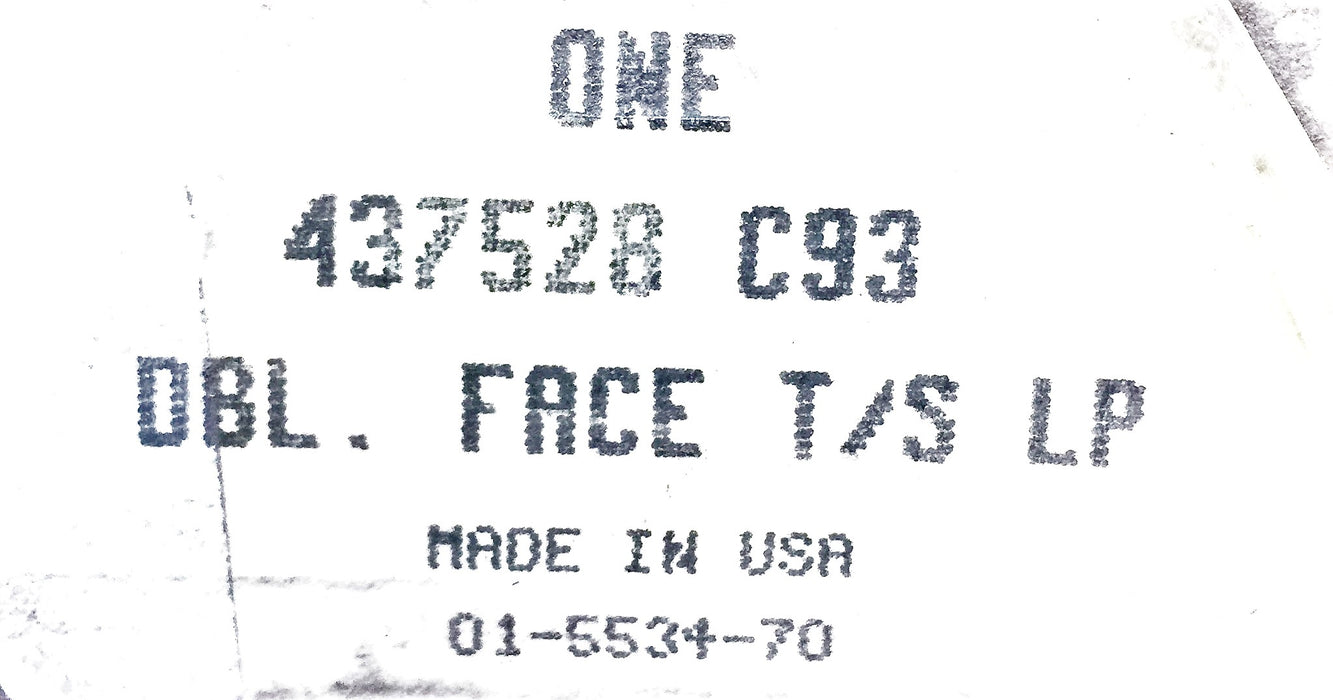 ONE
437528 C93
DBL. FACE T/S LP
MADE IN USA
01-5534-70